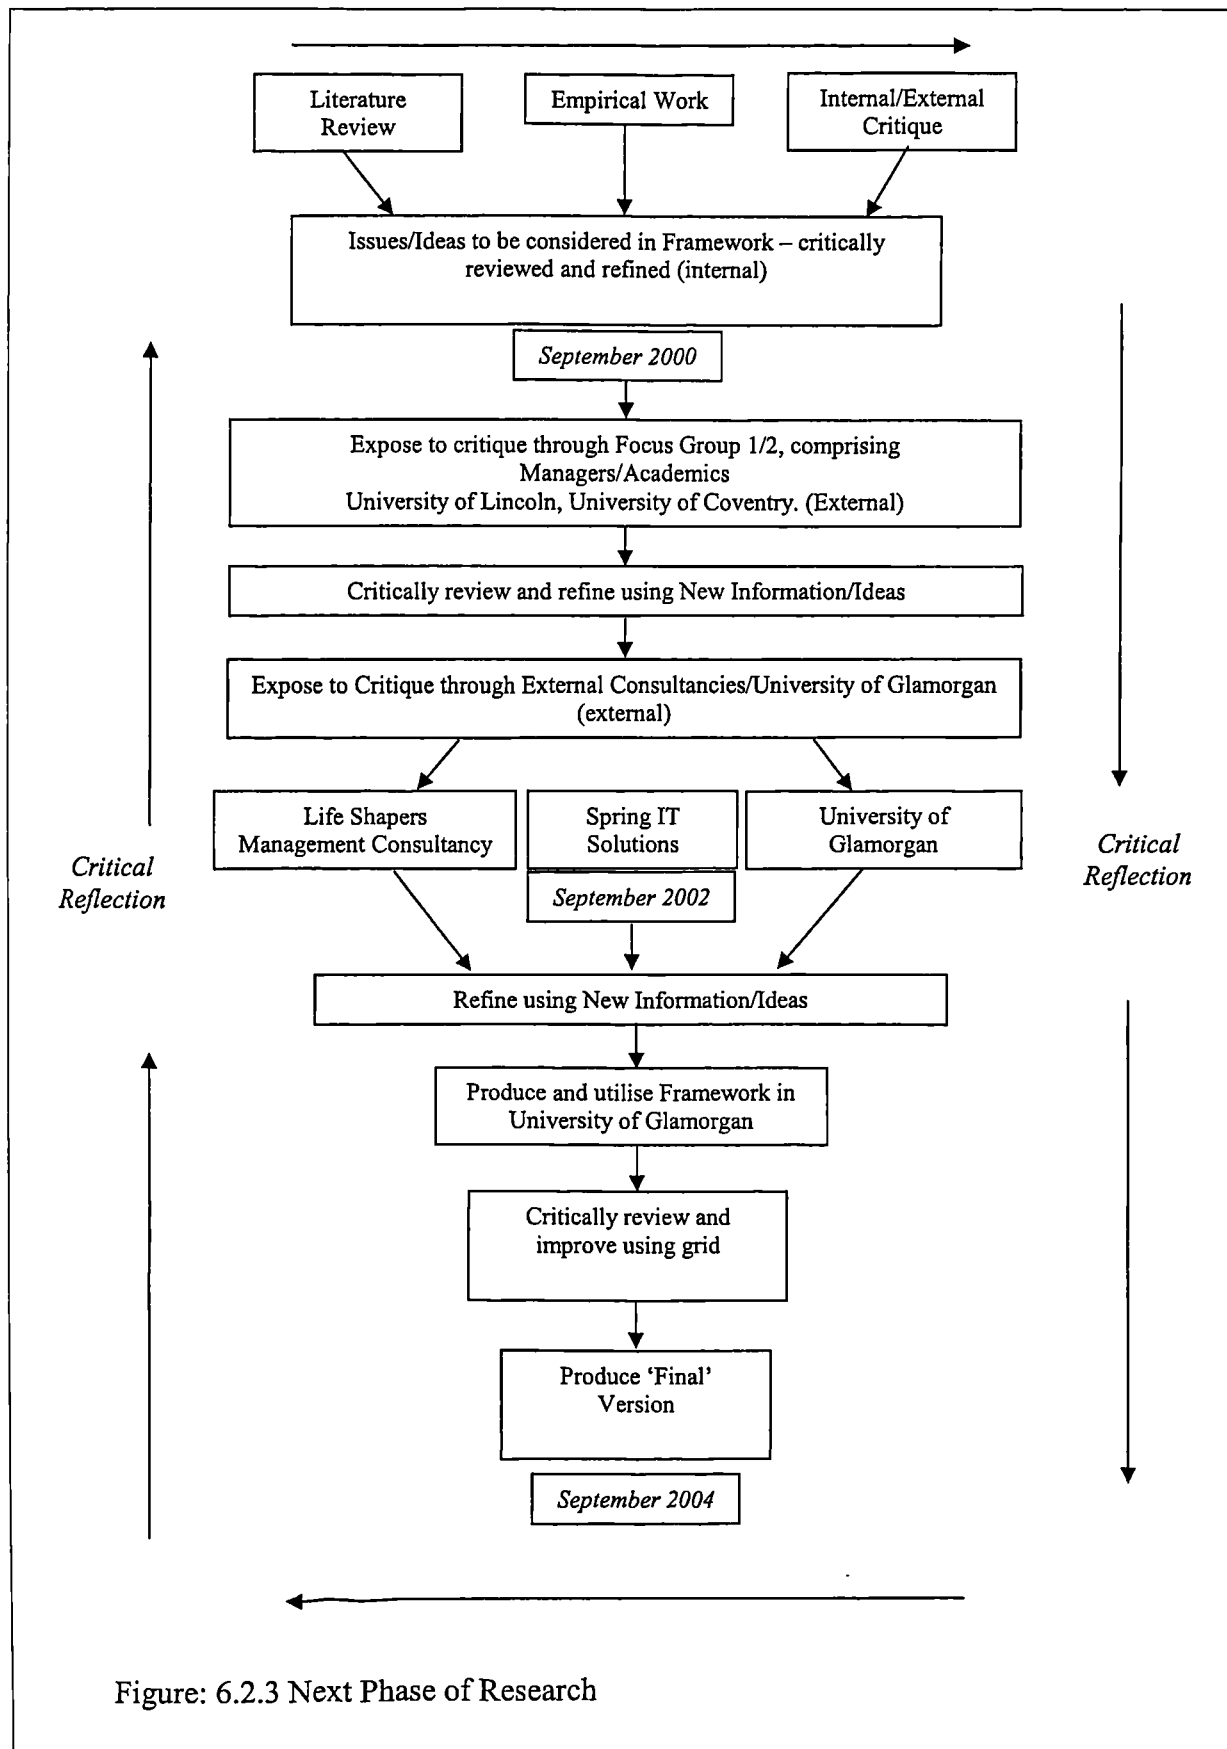 Literature
Review
Empirical Work
Internal/External
Critique
Issues/Ideas to be considered in Framework – critically
reviewed and refined (internal)
September 2000
Expose to critique through Focus Group 1/2, comprising
Managers/Academics
University of Lincoln, University of Coventry. (External)
Critically review and refine using New Information/Ideas
Expose to Critique through External Consultancies/University of Glamorgan
(external)
Life Shapers
Management Consultancy
Spring IT
Solutions
University of
Glamorgan
Critical
Reflection
Critical
Reflection
September 2002
Refine using New Information/Ideas
Produce and utilise Framework in
University of Glamorgan
Critically review and
improve using grid
Produce ‘Final’
Version
September 2004
Figure: 6.2.3 Next Phase of Research